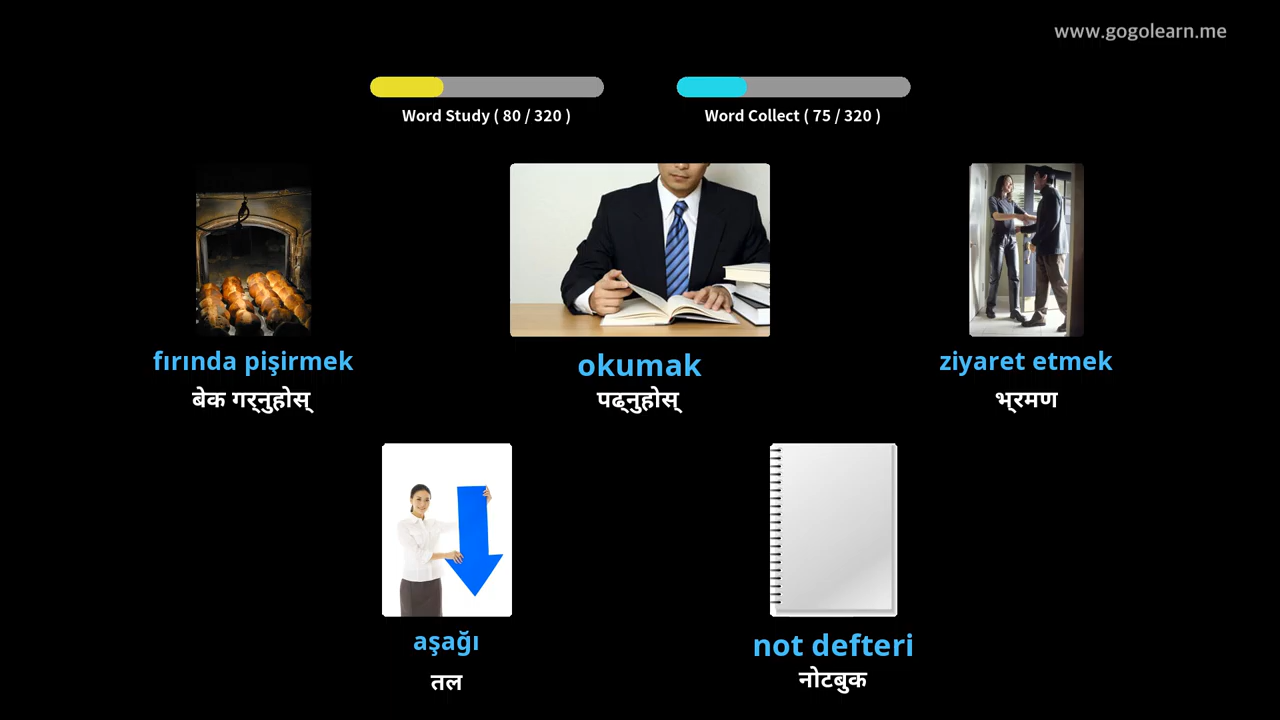 www.gogolearn.me
Word Study ( 80 / 320 )
Word Collect ( 75 / 320 )
fırında pişirmek
बेक गर्नुहोस्
okumak
पढ्नुहोस्
ziyaret etmek
भ्रमण
aşağı
तल
not defteri
नोटबुक